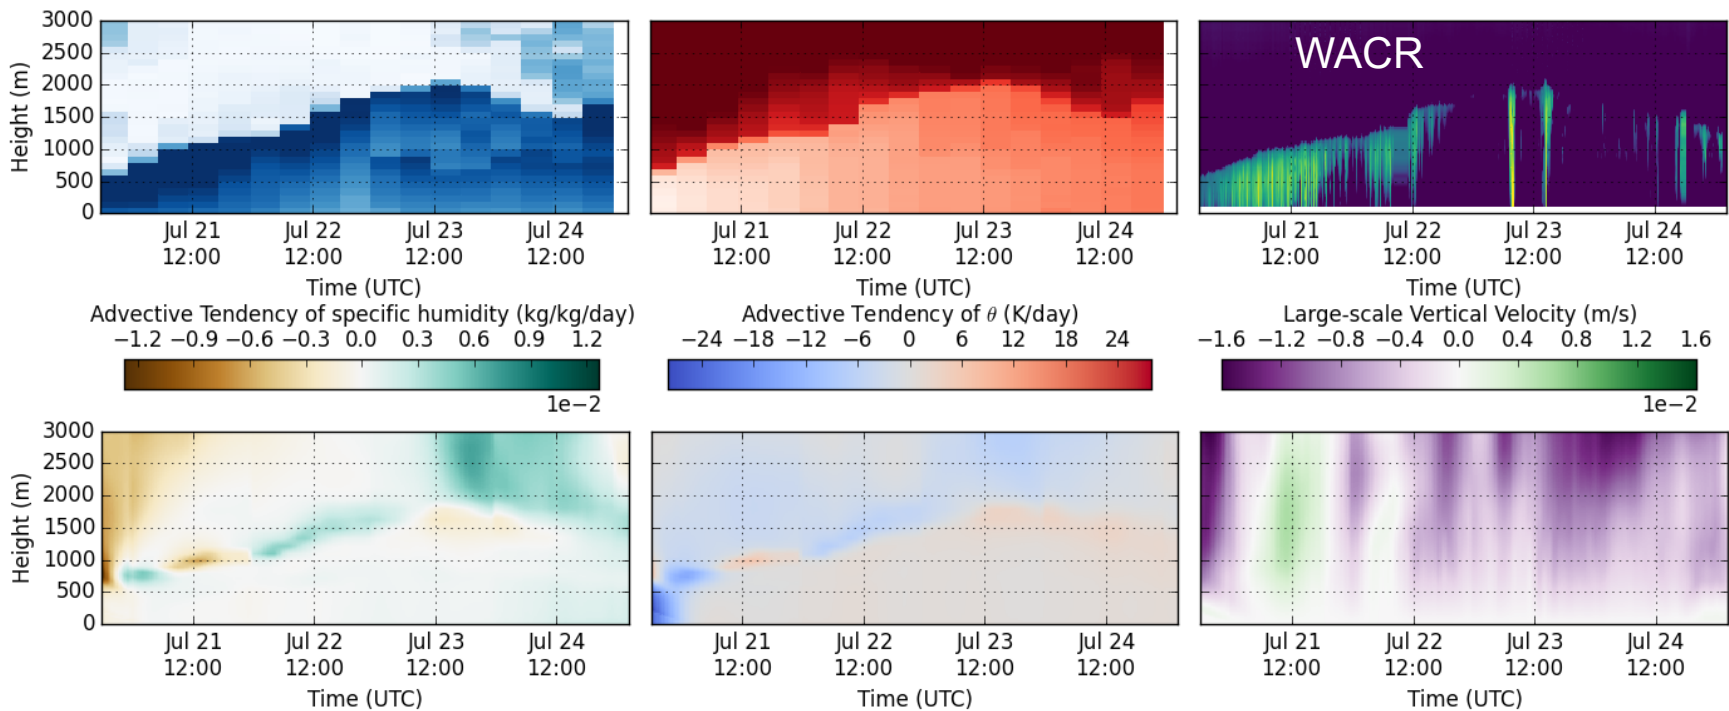 3000
2500
2000
1500
1000
500
0
Height (m)
Jul 21 Jul 22 Jul 23 Jul 24
12:00 12:00 12:00 12:00
Time (UTC)
Jul 21 Jul 22 Jul 23 Jul 24
12:00 12:00 12:00 12:00
Time (UTC)
WACR
Jul 21 Jul 22 Jul 23 Jul 24
12:00 12:00 12:00 12:00
Time (UTC)
Advective Tendency of specific humidity (kg/kg/day)
−1.2 −0.9 −0.6 −0.3 0.0 0.3 0.6 0.9 1.2
1e−2
Advective Tendency of θ (K/day)
−24 −18 −12 −6 0 6 12 18 24
Large-scale Vertical Velocity (m/s)
−1.6 −1.2 −0.8 −0.4 0.0 0.4 0.8 1.2 1.6
1e−2
3000
2500
2000
1500
1000
500
0
Height (m)
Jul 21 Jul 22 Jul 23 Jul 24
12:00 12:00 12:00 12:00
Time (UTC)
Jul 21 Jul 22 Jul 23 Jul 24
12:00 12:00 12:00 12:00
Time (UTC)
Jul 21 Jul 22 Jul 23 Jul 24
12:00 12:00 12:00 12:00
Time (UTC)